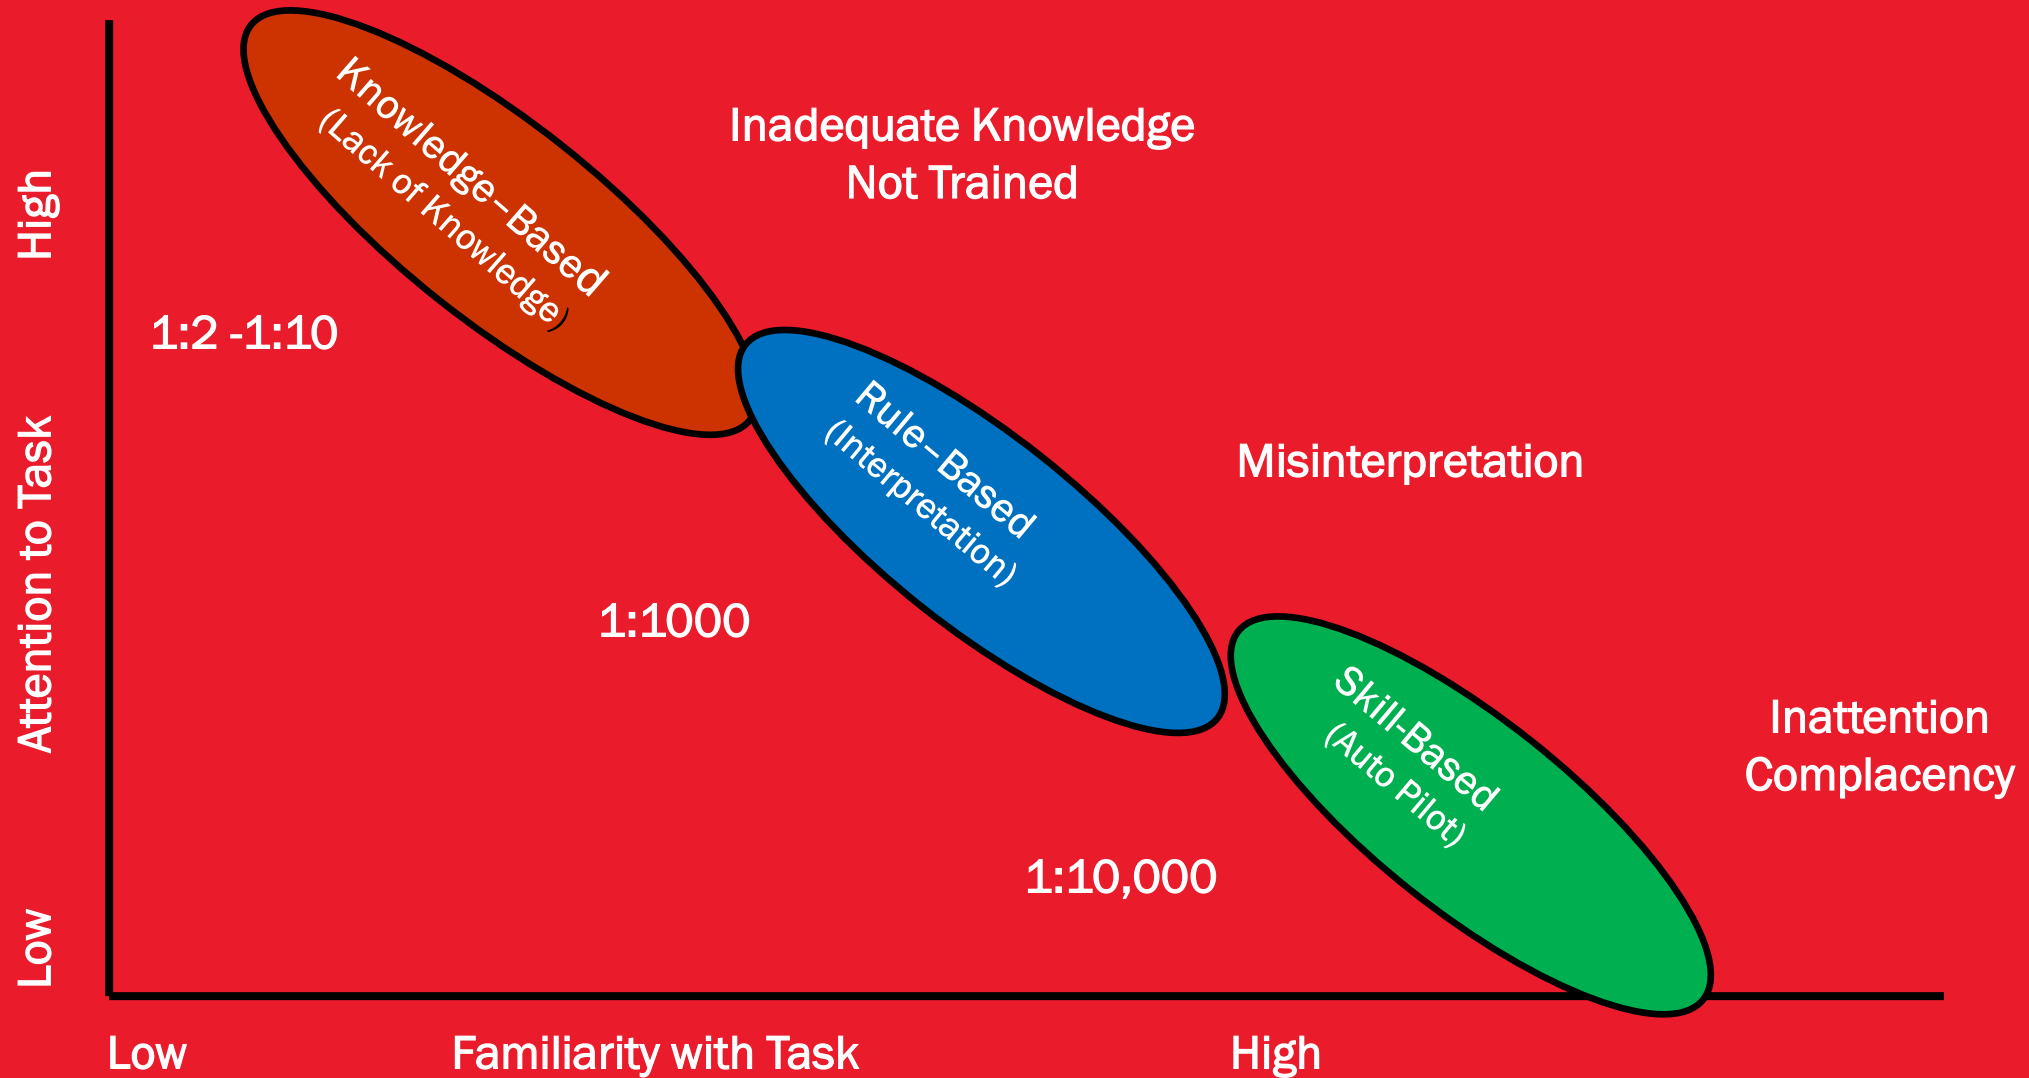 Knowledge–Based
(Lack of Knowledge)
Inadequate Knowledge
Not Trained
High
1:2 -1:10
Rule–Based
(Interpretation)
Misinterpretation
Attention to Task
1:1000
Skill-Based
(Auto Pilot)
Inattention
Complacency
1:10,000
Low
Low
Familiarity with Task
High